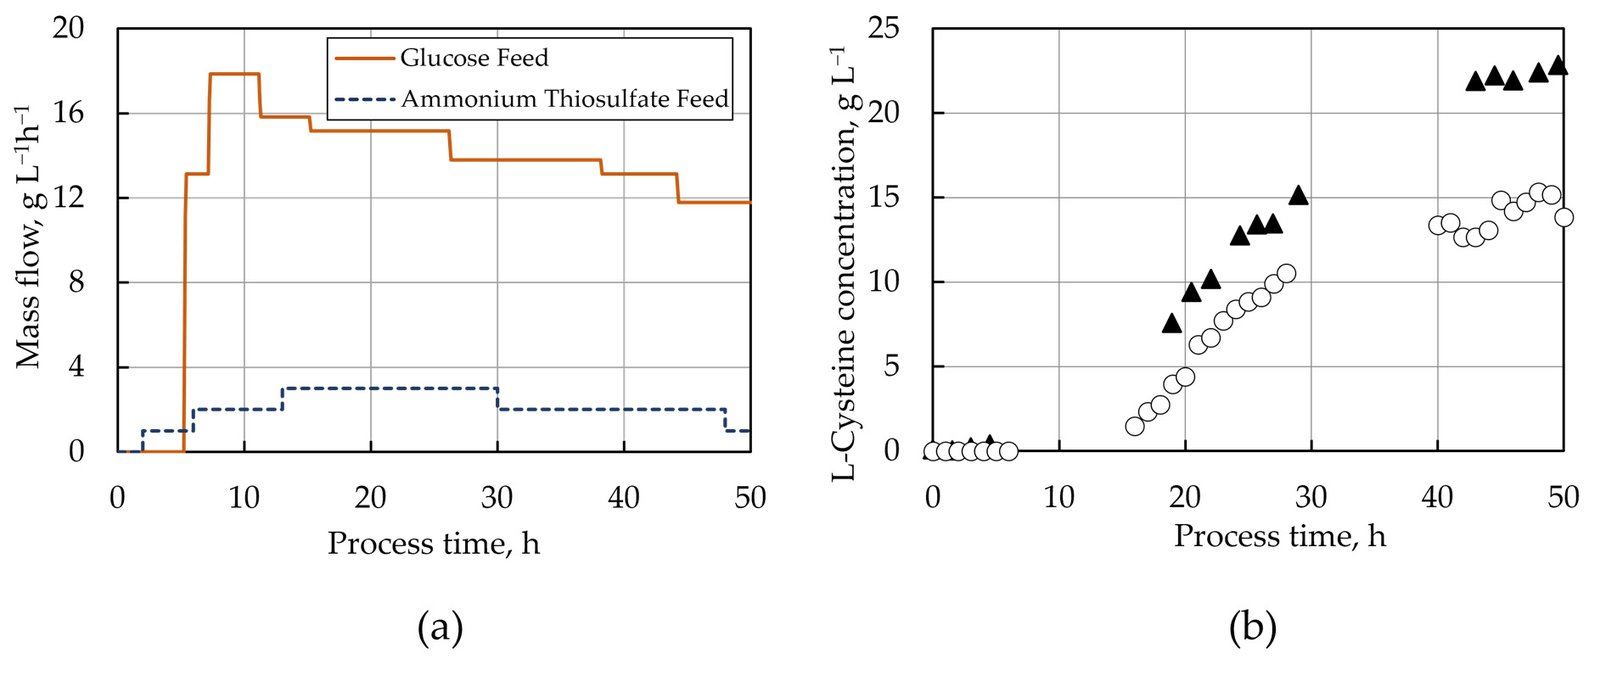 20
16
12
8
4
0
Mass flow, g L⁻¹h⁻¹
Glucose Feed
Ammonium Thiosulfate Feed
0 10 20 30 40 50
Process time, h
(a)
25
20
15
10
5
0
L-Cysteine concentration, g L⁻¹
0 10 20 30 40 50
Process time, h
(b)